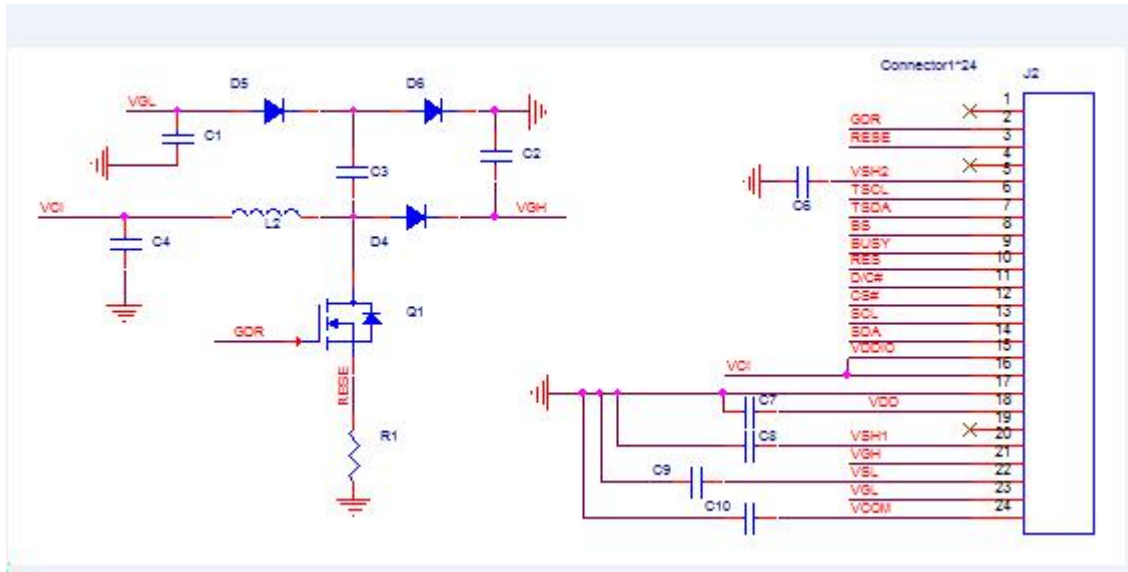 Connector1*24
J2
D5
D6
VGL
C1
C2
C3
VCI
L2
C4
D4
VGH
Q1
GDR
RESE
R1
1
GDR 2
RESE 3
4
VSH2 5
C6
TSCL 6
TSDA 7
BS 8
BUSY 9
RES 10
D/C# 11
CS# 12
SCL 13
SDA 14
VDDIO 15
VCI 16
17
C7 VDD 18
19
C8 VSH1 20
VGH 21
C9 VSL 22
VGL 23
C10 VCOM 24